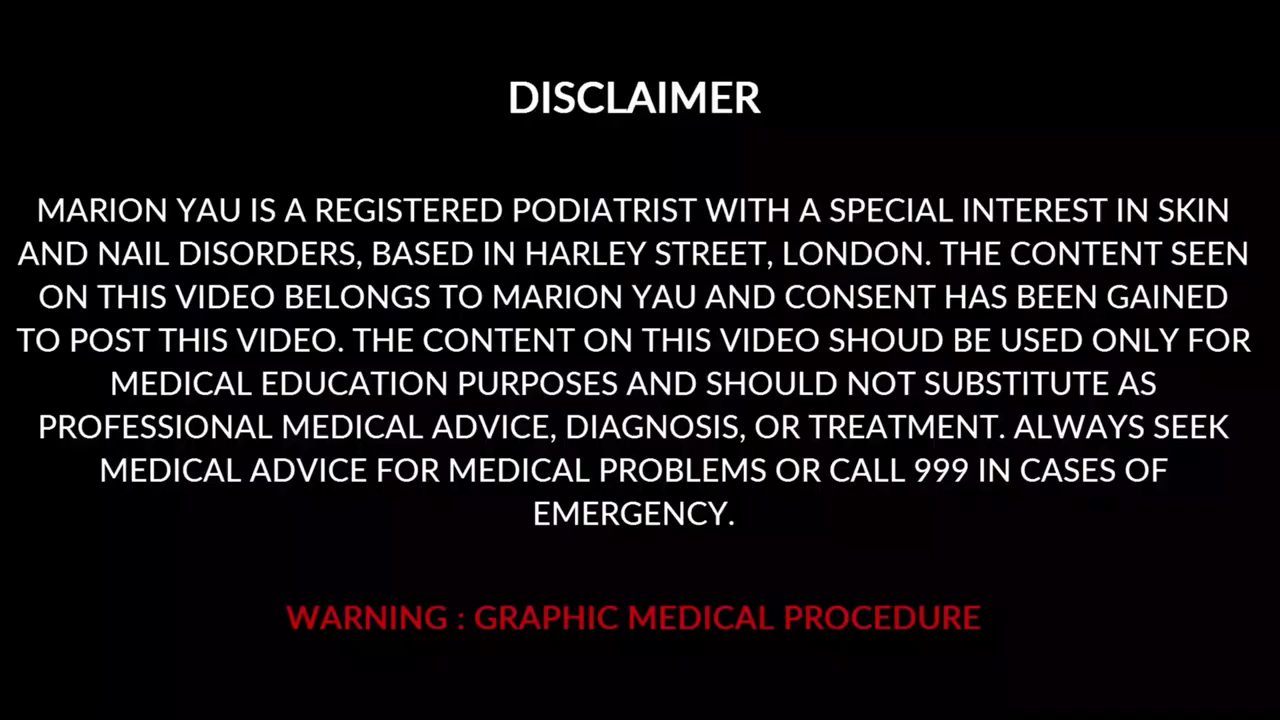 DISCLAIMER
MARION YAU IS A REGISTERED PODIATRIST WITH A SPECIAL INTEREST IN SKIN
AND NAIL DISORDERS, BASED IN HARLEY STREET, LONDON. THE CONTENT SEEN
ON THIS VIDEO BELONGS TO MARION YAU AND CONSENT HAS BEEN GAINED
TO POST THIS VIDEO. THE CONTENT ON THIS VIDEO SHOUD BE USED ONLY FOR
MEDICAL EDUCATION PURPOSES AND SHOULD NOT SUBSTITUTE AS
PROFESSIONAL MEDICAL ADVICE, DIAGNOSIS, OR TREATMENT. ALWAYS SEEK
MEDICAL ADVICE FOR MEDICAL PROBLEMS OR CALL 999 IN CASES OF
EMERGENCY.
WARNING : GRAPHIC MEDICAL PROCEDURE